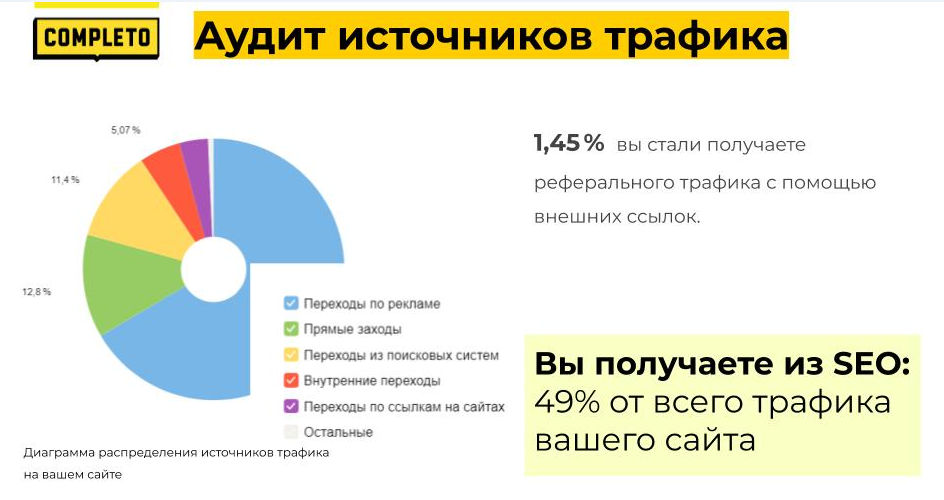 COMPLETO
Аудит источников трафика
5,07 %
11,4 %
12,8 %
Переходы по рекламе
Прямые заходы
Переходы из поисковых систем
Внутренние переходы
Переходы по ссылкам на сайтах
Остальные
Диаграмма распределения источников трафика
на вашем сайте
1,45 % вы стали получаете
реферального трафика с помощью
внешних ссылок.
Вы получаете из SEO:
49% от всего трафика
вашего сайта